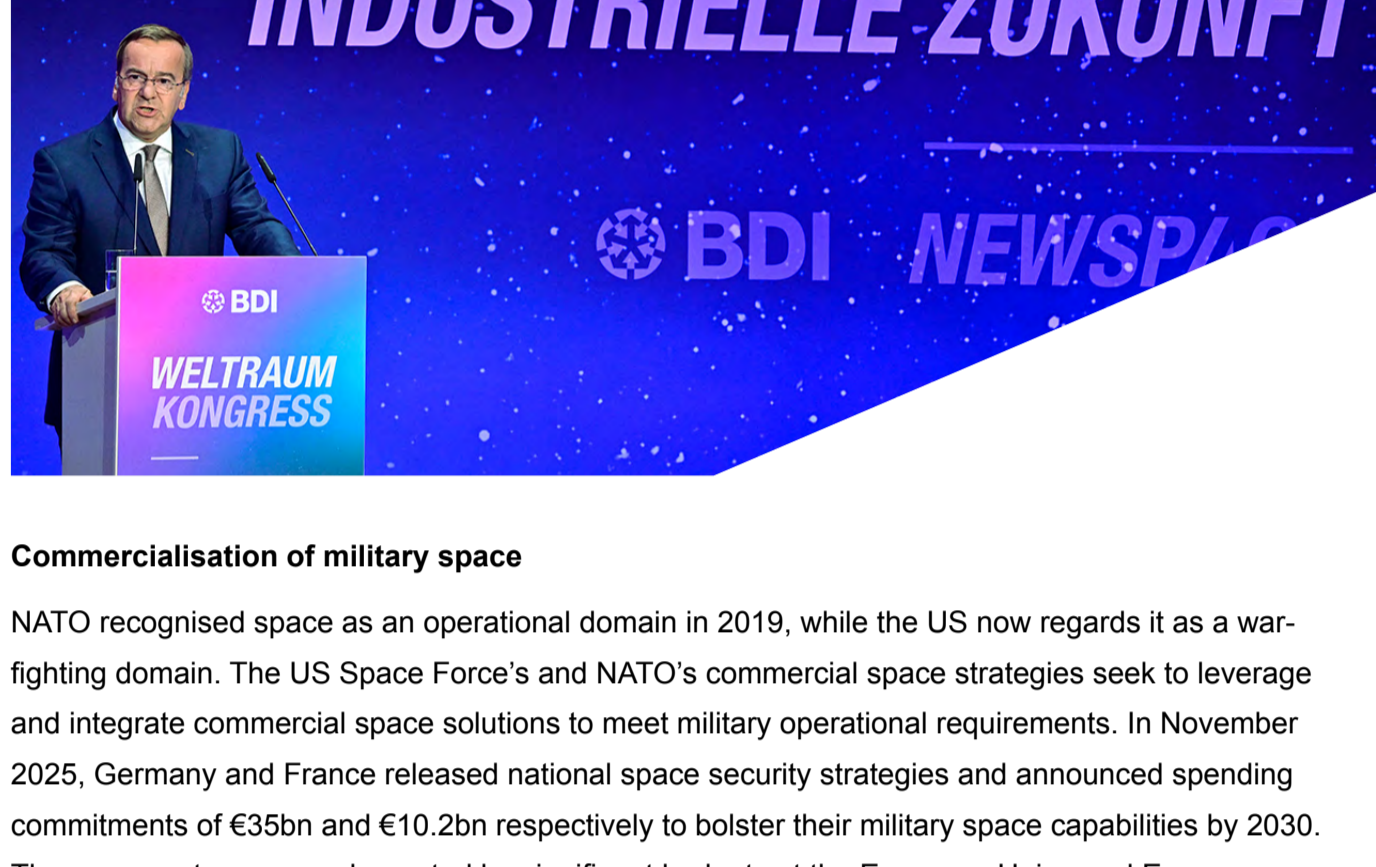 INDUSTRIELLE ZUKUNFT
BDI NEWSPAC
BDI
WELTRAUM
KONGRESS
Commercialisation of military space
NATO recognised space as an operational domain in 2019, while the US now regards it as a war-
fighting domain. The US Space Force’s and NATO’s commercial space strategies seek to leverage
and integrate commercial space solutions to meet military operational requirements. In November
2025, Germany and France released national space security strategies and announced spending
commitments of €35bn and €10.2bn respectively to bolster their military space capabilities by 2030.